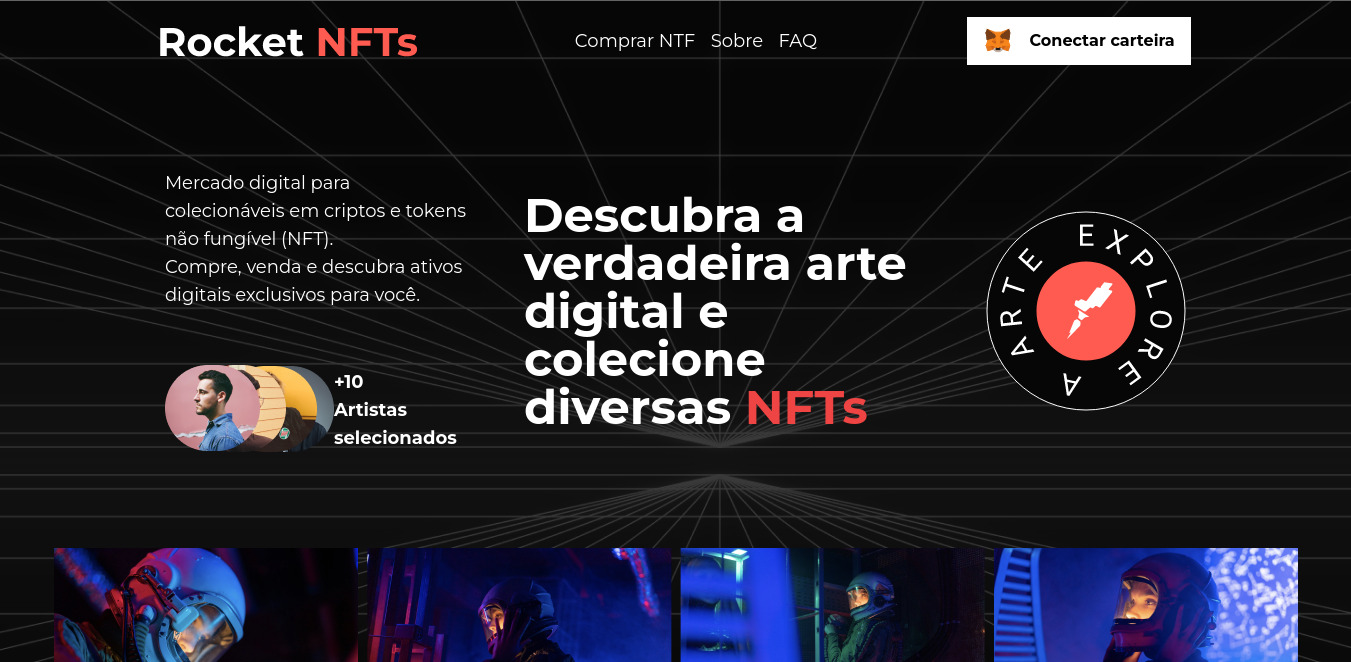 Rocket NFTs
Comprar NTF Sobre FAQ
Conectar carteira
Mercado digital para
colecionáveis em criptos e tokens
não fungível (NFT).
Compre, venda e descubra ativos
digitais exclusivos para você.
+10
Artistas
selecionados
Descubra a
verdadeira arte
digital e
colecione
diversas NFTs
EXPLORE A ARTE